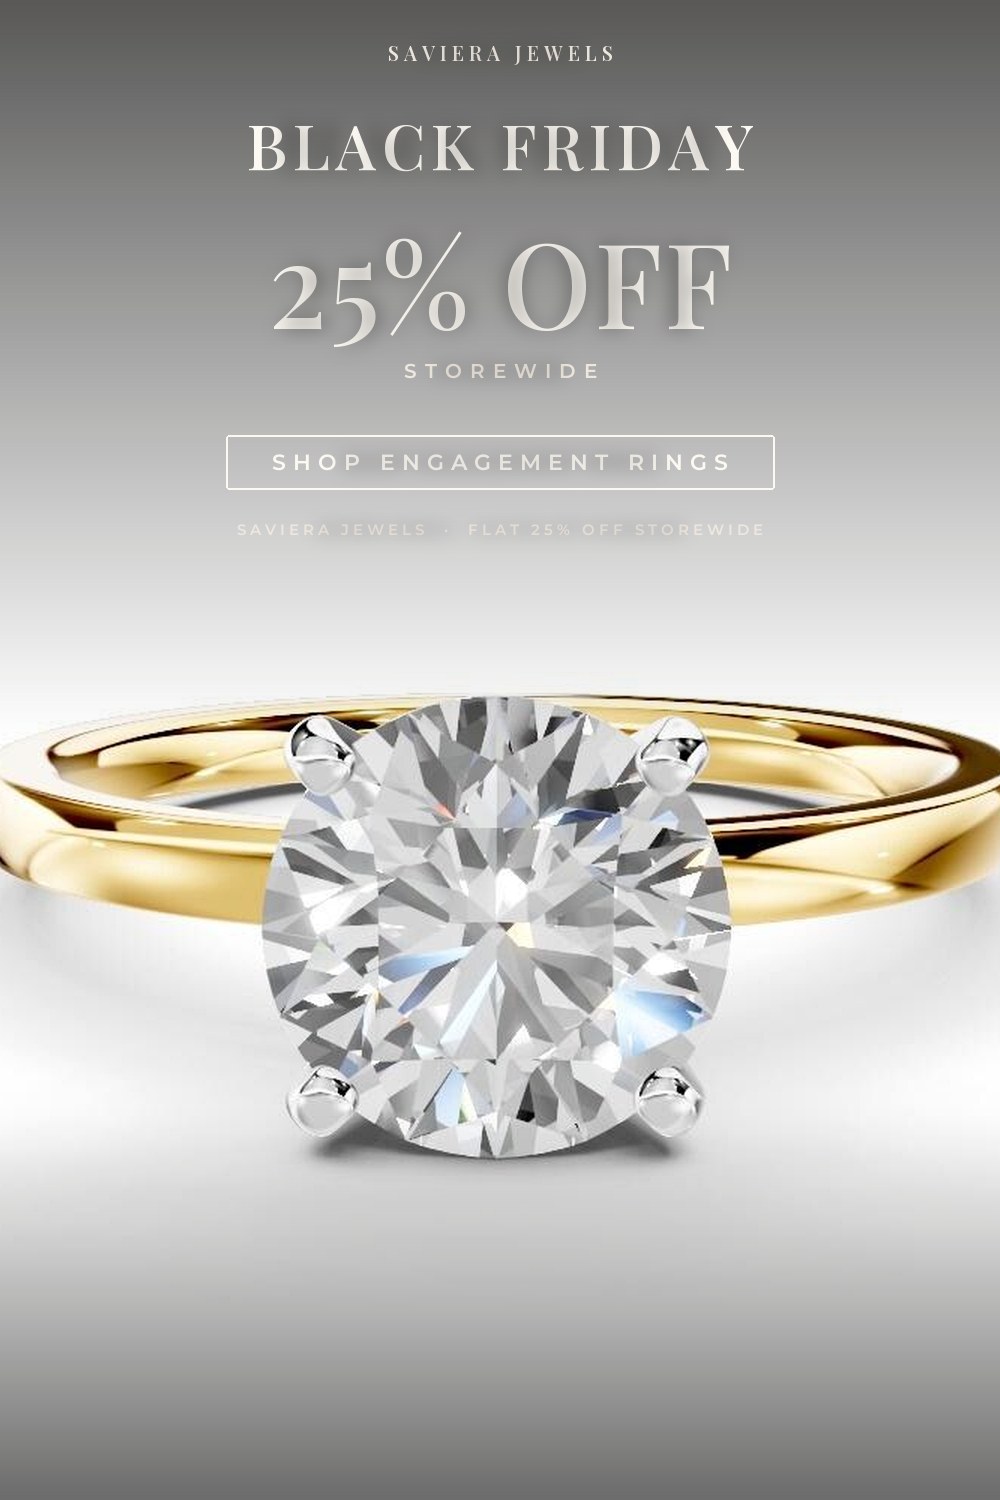 SAVIERA JEWELS
BLACK FRIDAY
25% OFF
STOREWIDE
SHOP ENGAGEMENT RINGS
SAVIERA JEWELS · FLAT 25% OFF STOREWIDE